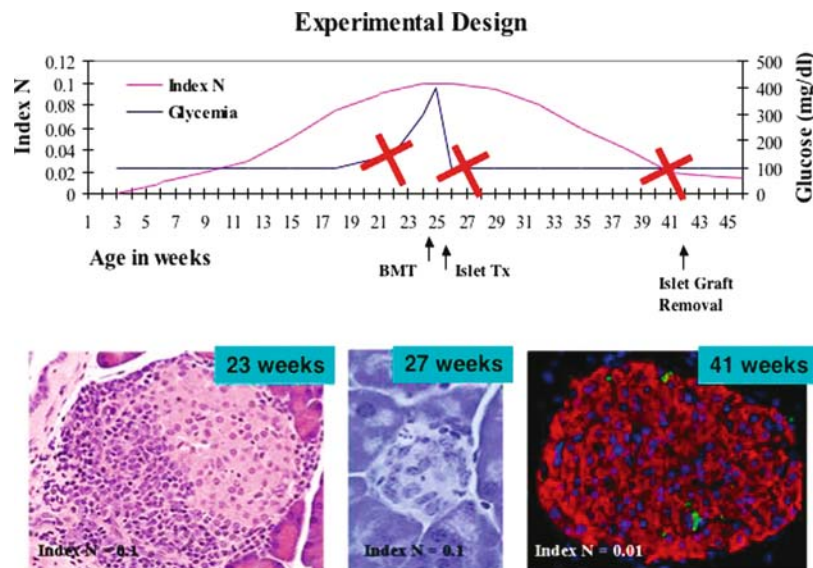 Experimental Design
Index N
0.12
0.1
0.08
0.06
0.04
0.02
0
Index N
Glycemia
500
400
300
200
100
0
Glucose (mg/dl)
1 3 5 7 9 11 13 15 17 19 21 23 25 27 29 31 33 35 37 39 41 43 45
Age in weeks
BMT
Islet Tx
Islet Graft
Removal
23 weeks
27 weeks
41 weeks
Index N = 0.1
Index N = 0.1
Index N = 0.01